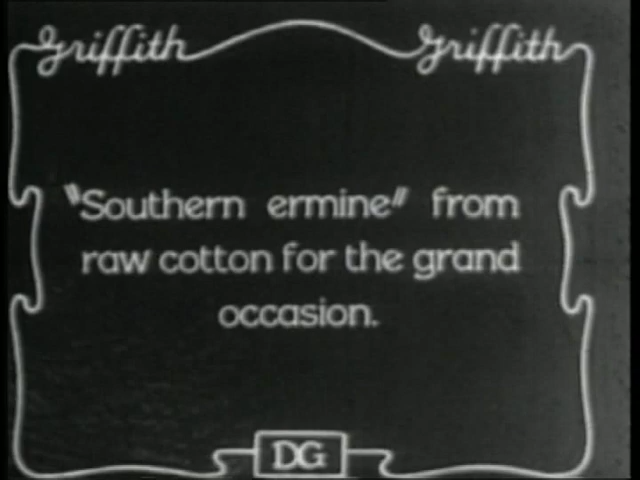 Griffith Griffith
"Southern ermine" from
raw cotton for the grand
occasion.
DG